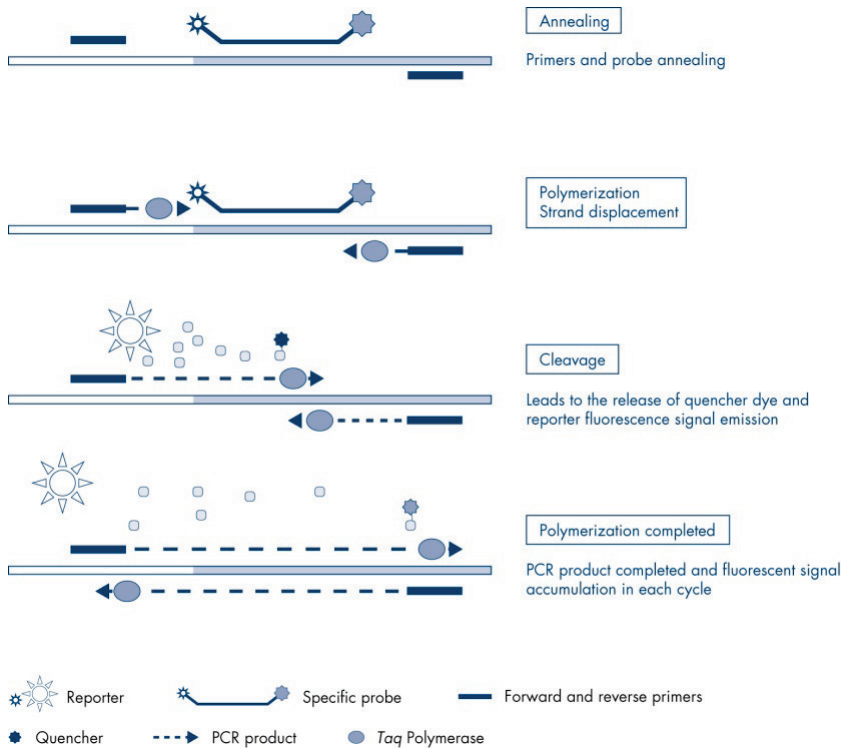 Annealing
Primers and probe annealing
Polymerization
Strand displacement
Cleavage
Leads to the release of quencher dye and
reporter fluorescence signal emission
Polymerization completed
PCR product completed and fluorescent signal
accumulation in each cycle
Reporter
Specific probe
Forward and reverse primers
Quencher
PCR product
Taq Polymerase